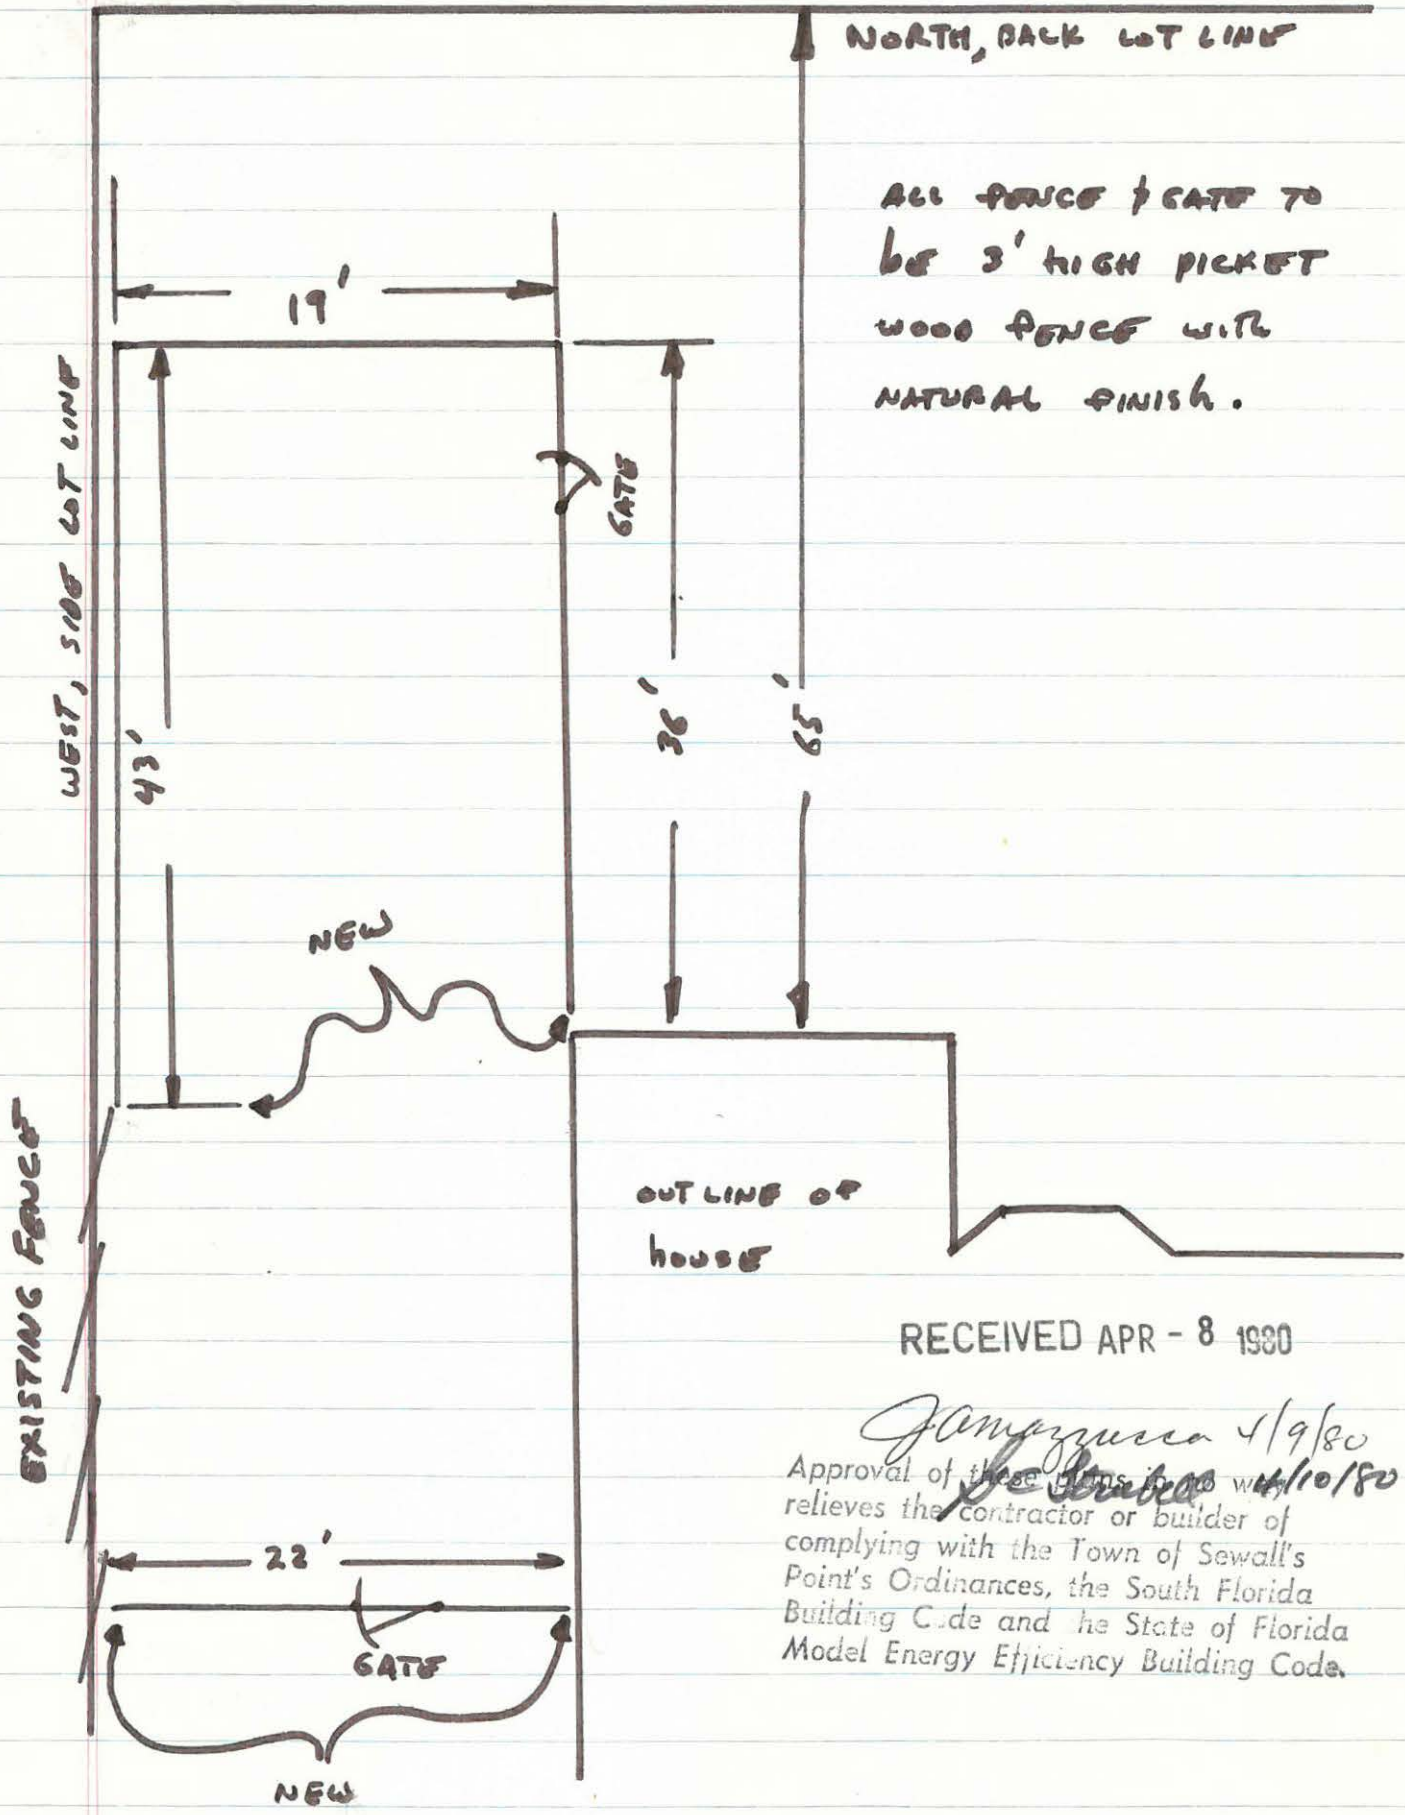 NORTH, BACK LOT LINE
ALL FENCE & GATE TO
bE 3' hIGH PICKET
WOOD FENCE WITh
NATURAL FINISh.
19'
WEST, SIDE LOT LINE
GATE
43'
36'
65'
NEW
EXISTING FENCE
OUTLINE OF
hOUSE
RECEIVED APR - 8 1980
4/9/80
Approval of these plans in no way 4/10/80
relieves the contractor or builder of
complying with the Town of Sewall's
Point's Ordinances, the South Florida
Building C de and he State of Florida
Model Energy Efficiency Building Code.
22'
GATE
NEW